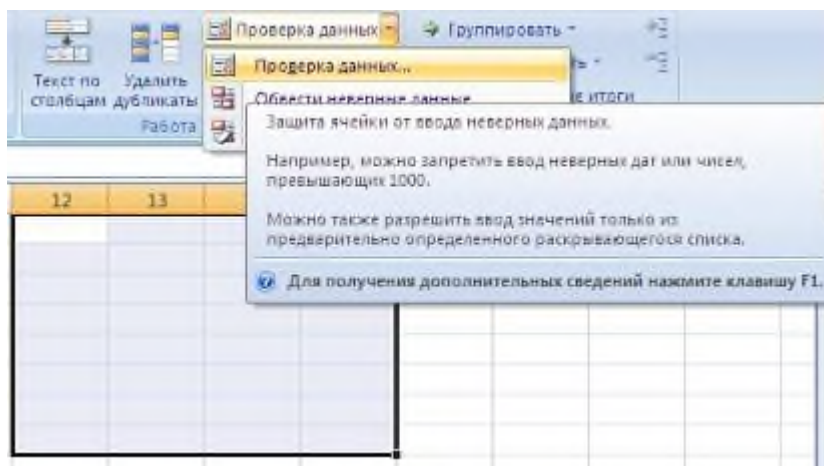 Проверка данных
Группировать
Текст по столбцам
Удалить дубликаты
Проверка данных...
Обвести неверные данные
итоги
Работа
Защита ячейки от ввода неверных данных.
Например, можно запретить ввод неверных дат или чисел,
превышающих 1000.
Можно также разрешить ввод значений только из
предварительно определенного раскрывающегося списка.
Для получения дополнительных сведений нажмите клавишу F1.
12
13